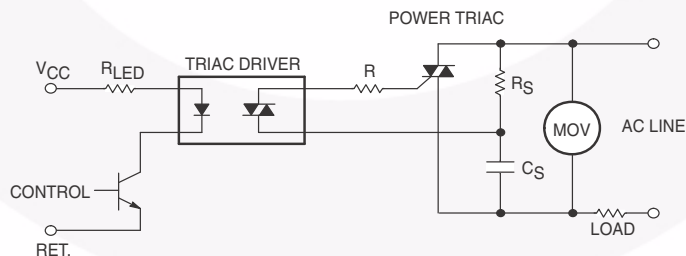 POWER TRIAC
VCC
RLED
TRIAC DRIVER
R
RS
MOV
AC LINE
CS
CONTROL
LOAD
RET.